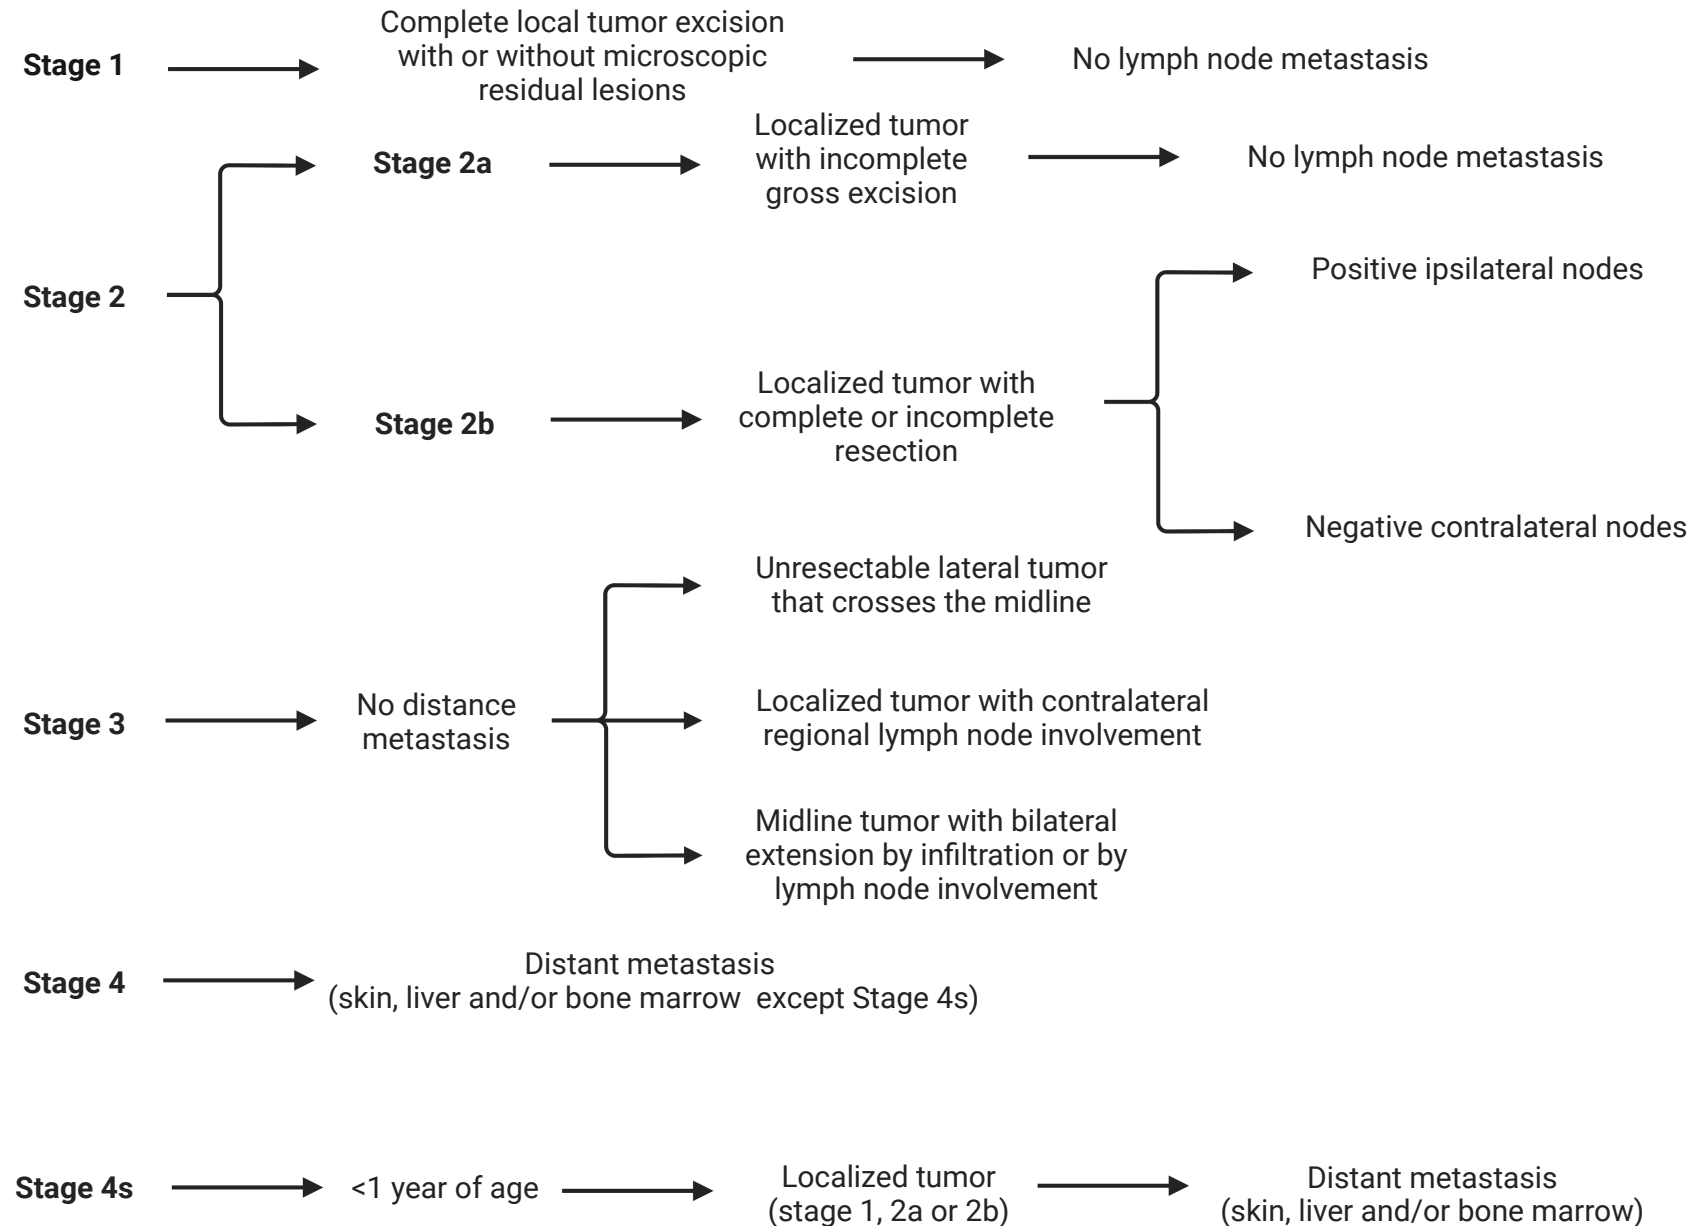 Stage 1
Complete local tumor excision
with or without microscopic
residual lesions
No lymph node metastasis
Stage 2
Stage 2a
Localized tumor
with incomplete
gross excision
No lymph node metastasis
Stage 2b
Localized tumor with
complete or incomplete
resection
Positive ipsilateral nodes
Negative contralateral nodes
Stage 3
No distance
metastasis
Unresectable lateral tumor
that crosses the midline
Localized tumor with contralateral
regional lymph node involvement
Midline tumor with bilateral
extension by infiltration or by
lymph node involvement
Stage 4
Distant metastasis
(skin, liver and/or bone marrow except Stage 4s)
Stage 4s
<1 year of age
Localized tumor
(stage 1, 2a or 2b)
Distant metastasis
(skin, liver and/or bone marrow)